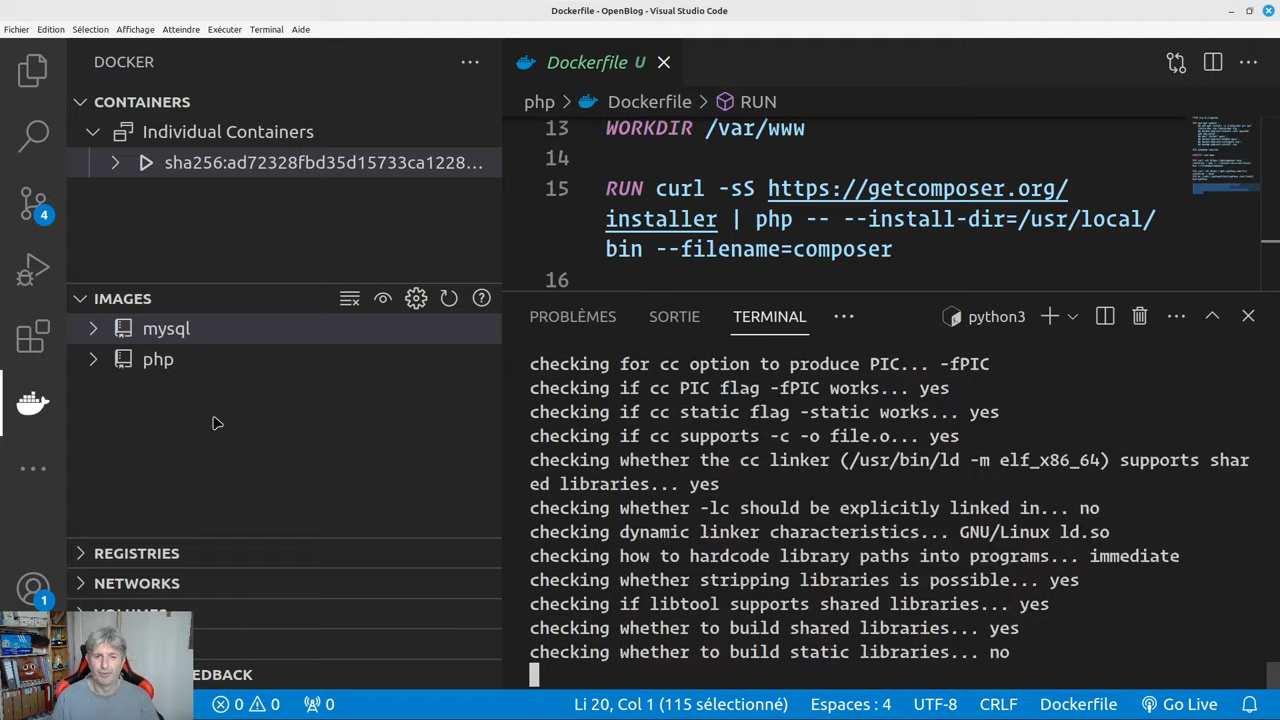 Dockerfile - OpenBlog - Visual Studio Code
Fichier Edition Sélection Affichage Atteindre Exécuter Terminal Aide
DOCKER
CONTAINERS
Individual Containers
sha256:ad72328fbd35d15733ca1228...
IMAGES
mysql
php
REGISTRIES
NETWORKS
VOLUMES
EEDBACK
4
1
Dockerfile U
php > Dockerfile > RUN
13 WORKDIR /var/www
14
15 RUN curl -sS https://getcomposer.org/
installer | php -- --install-dir=/usr/local/
bin --filename=composer
16
PROBLÈMES SORTIE TERMINAL python3
checking for cc option to produce PIC... -fPIC
checking if cc PIC flag -fPIC works... yes
checking if cc static flag -static works... yes
checking if cc supports -c -o file.o... yes
checking whether the cc linker (/usr/bin/ld -m elf_x86_64) supports shar
ed libraries... yes
checking whether -lc should be explicitly linked in... no
checking dynamic linker characteristics... GNU/Linux ld.so
checking how to hardcode library paths into programs... immediate
checking whether stripping libraries is possible... yes
checking if libtool supports shared libraries... yes
checking whether to build shared libraries... yes
checking whether to build static libraries... no
0 0 0 Li 20, Col 1 (115 sélectionné) Espaces : 4 UTF-8 CRLF Dockerfile Go Live